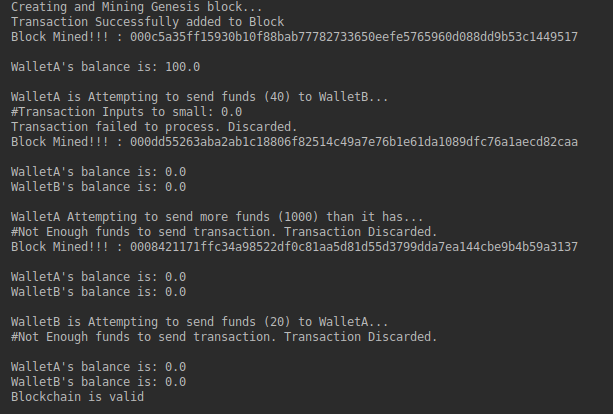 Creating and Mining Genesis block...
Transaction Successfully added to Block
Block Mined!!! : 000c5a35ff15930b10f88bab77782733650eefe5765960d088dd9b53c1449517
WalletA's balance is: 100.0
WalletA is Attempting to send funds (40) to WalletB...
#Transaction Inputs to small: 0.0
Transaction failed to process. Discarded.
Block Mined!!! : 000dd55263aba2ab1c18806f82514c49a7e76b1e61da1089dfc76a1aecd82caa
WalletA's balance is: 0.0
WalletB's balance is: 0.0
WalletA Attempting to send more funds (1000) than it has...
#Not Enough funds to send transaction. Transaction Discarded.
Block Mined!!! : 0008421171ffc34a98522df0c81aa5d81d55d3799dda7ea144cbe9b4b59a3137
WalletA's balance is: 0.0
WalletB's balance is: 0.0
WalletB is Attempting to send funds (20) to WalletA...
#Not Enough funds to send transaction. Transaction Discarded.
WalletA's balance is: 0.0
WalletB's balance is: 0.0
Blockchain is valid